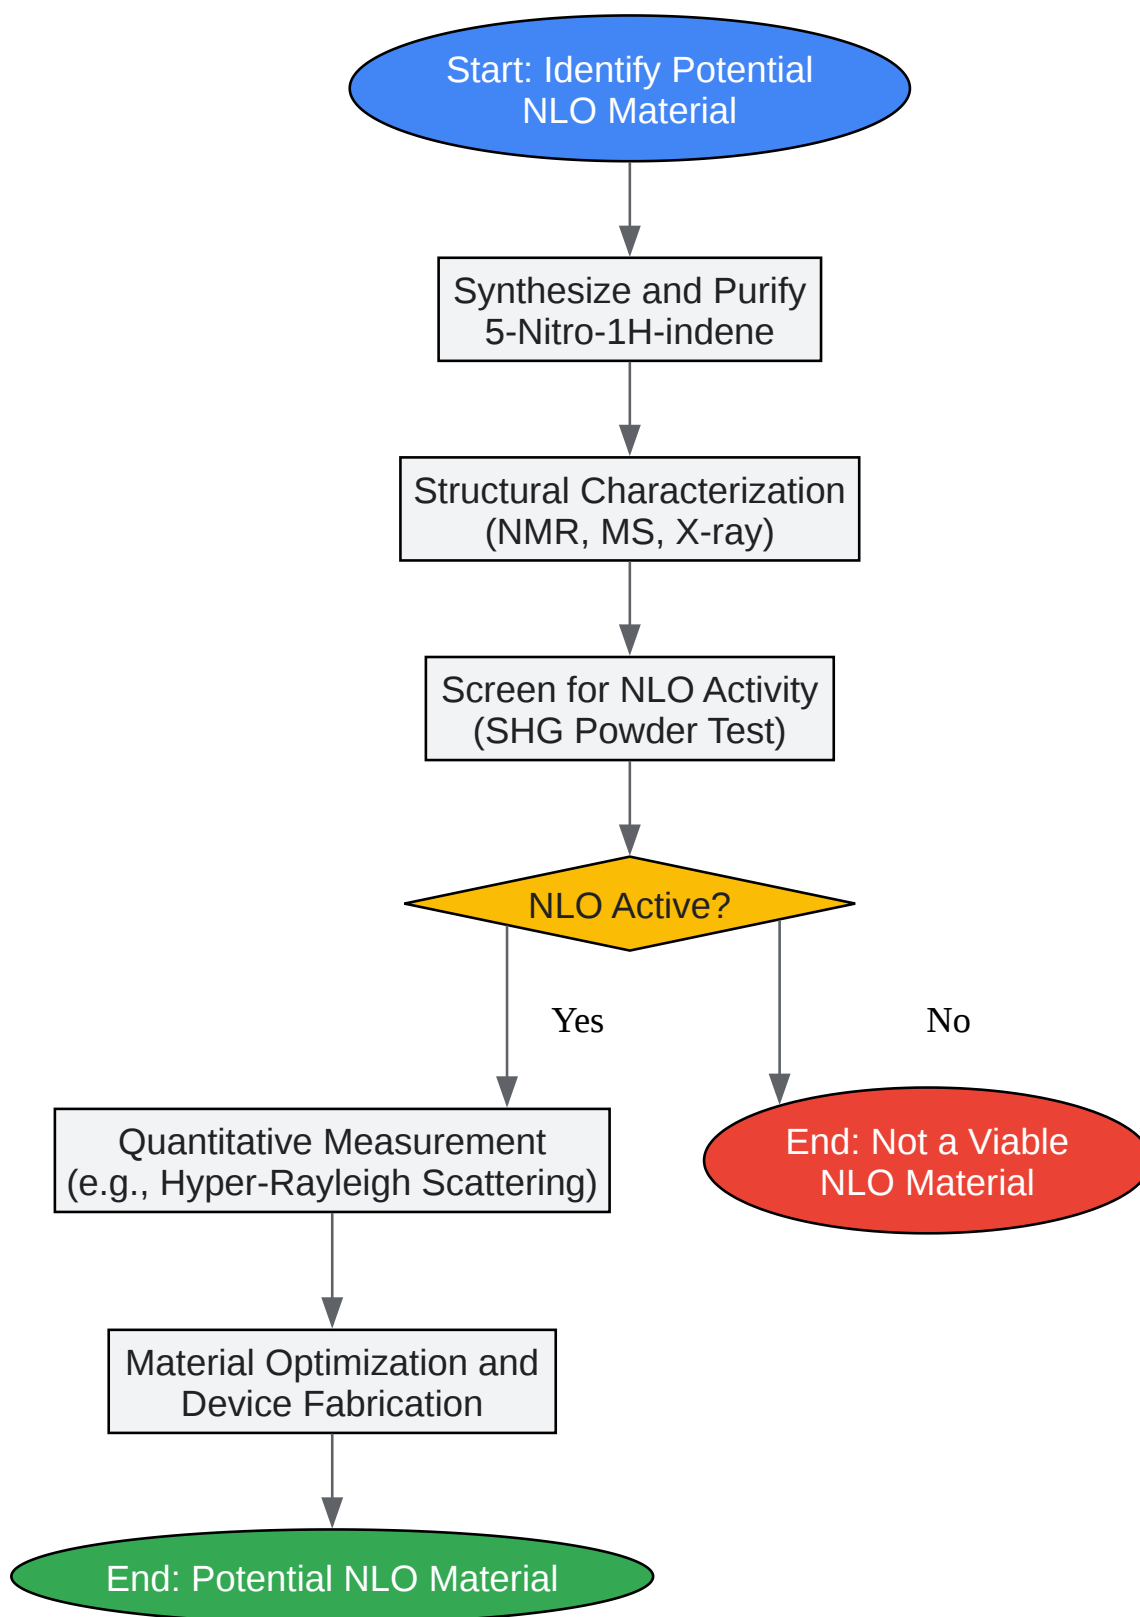 Start: Identify Potential
NLO Material
Synthesize and Purify
5-Nitro-1H-indene
Structural Characterization
(NMR, MS, X-ray)
Screen for NLO Activity
(SHG Powder Test)
NLO Active?
Yes
No
Quantitative Measurement
(e.g., Hyper-Rayleigh Scattering)
End: Not a Viable
NLO Material
Material Optimization and
Device Fabrication
End: Potential NLO Material